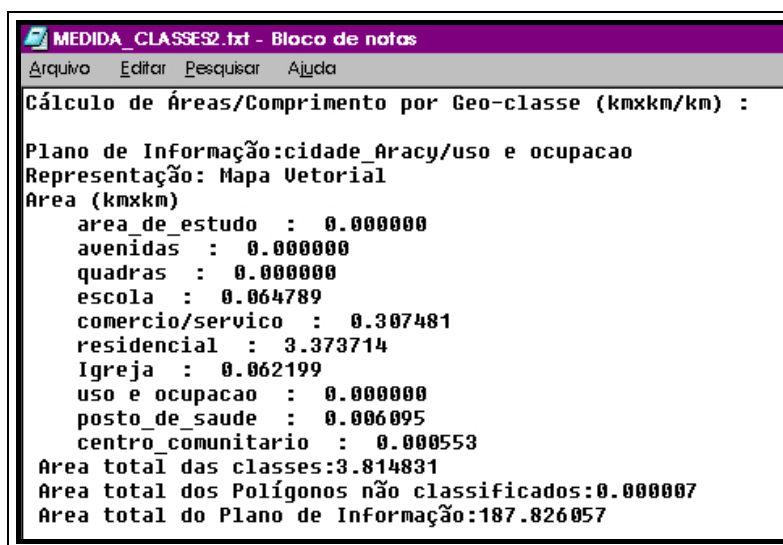 MEDIDA_CLASSES2.txt - Bloco de notas
Arquivo Editar Pesquisar Ajuda
Cálculo de Áreas/Comprimento por Geo-classe (kmxkm/km) :
Plano de Informação:cidade_Aracy/uso e ocupacao
Representação: Mapa Vetorial
Area (kmxkm)
area_de_estudo : 0.000000
avenidas : 0.000000
quadras : 0.000000
escola : 0.064789
comercio/servico : 0.307481
residencial : 3.373714
Igreja : 0.062199
uso e ocupacao : 0.000000
posto_de_saude : 0.006095
centro_comunitario : 0.000553
Area total das classes:3.814831
Area total dos Polígonos não classificados:0.000007
Area total do Plano de Informação:187.826057